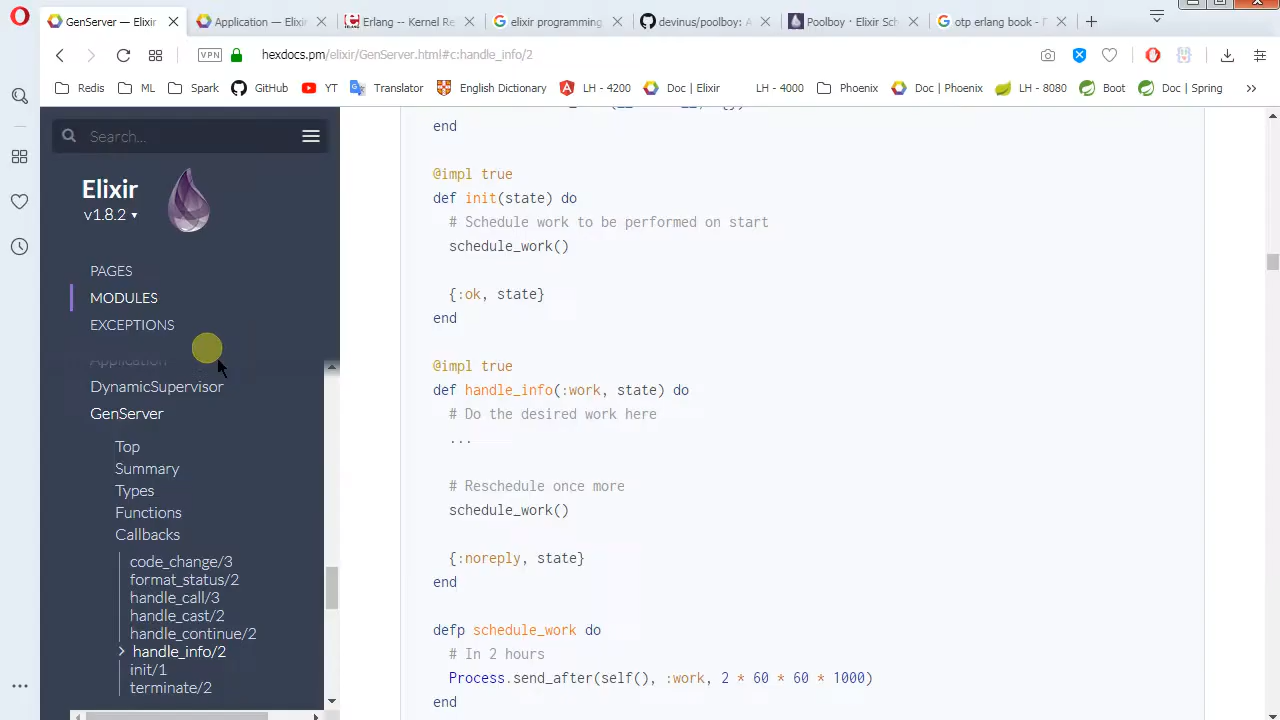 GenServer — Elixir
Application — Elixi
Erlang -- Kernel Re
elixir programming
devinus/poolboy:
Poolboy · Elixir Sch
otp erlang book -
VPN
hexdocs.pm/elixir/GenServer.html#c:handle_info/2
Redis
ML
Spark
GitHub
YT
Translator
English Dictionary
LH - 4200
Doc | Elixir
LH - 4000
Phoenix
Doc | Phoenix
LH - 8080
Boot
Doc | Spring
Search...
Elixir
v1.8.2
PAGES
MODULES
EXCEPTIONS
Application
DynamicSupervisor
GenServer
Top
Summary
Types
Functions
Callbacks
code_change/3
format_status/2
handle_call/3
handle_cast/2
handle_continue/2
handle_info/2
init/1
terminate/2
end
@impl true
def init(state) do
# Schedule work to be performed on start
schedule_work()
{:ok, state}
end
@impl true
def handle_info(:work, state) do
# Do the desired work here
...
# Reschedule once more
schedule_work()
{:noreply, state}
end
defp schedule_work do
# In 2 hours
Process.send_after(self(), :work, 2 * 60 * 60 * 1000)
end